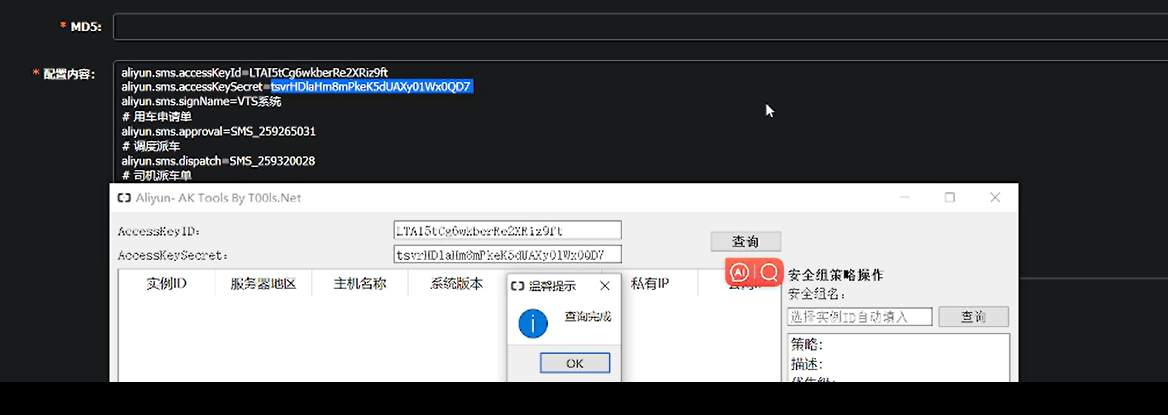 * MD5:
* 配置内容:
aliyun.sms.accessKeyId=LTAI5tCg6wkberRe2XRiz9ft
aliyun.sms.accessKeySecret=tsvrHDlaHm8mPkeK5dUAXy01Wx0QD7
aliyun.sms.signName=VTS系统
# 用车申请单
aliyun.sms.approval=SMS_259265031
# 调度派车
aliyun.sms.dispatch=SMS_259320028
# 司机派车单
Aliyun- AK Tools By T00ls.Net
AccessKeyID:
LTAI5tCg6wkberRe2XRiz9ft
查询
AccessKeySecret:
tsvrHDlaHm8mPkeK5dUAXy01Wx0QD7
实例ID 服务器地区 主机名称 系统版本 私有IP
AI
温馨提示
查询完成
OK
安全组策略操作
安全组名:
选择实例ID自动填入
查询
策略:
描述: